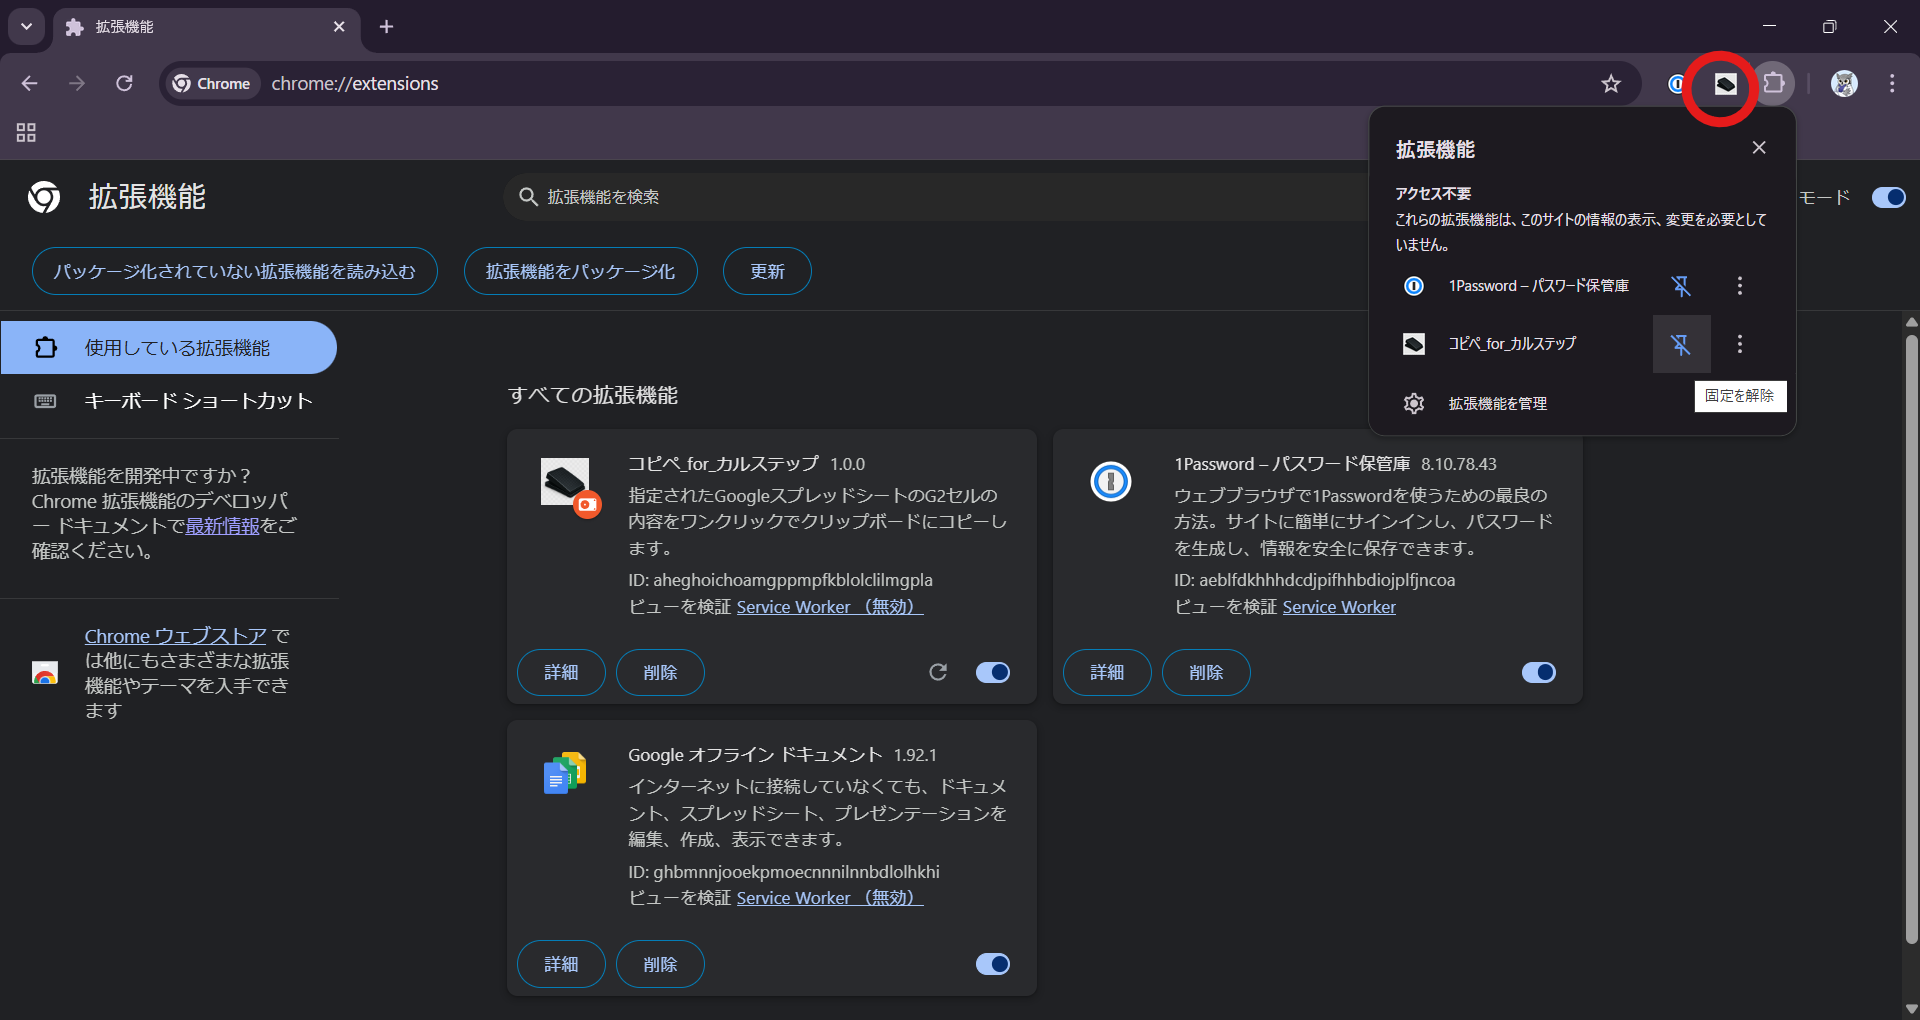 拡張機能
Chrome
chrome://extensions
拡張機能
拡張機能を検索
モード
パッケージ化されていない拡張機能を読み込む
拡張機能をパッケージ化
更新
拡張機能
アクセス不要
これらの拡張機能は、このサイトの情報の表示、変更を必要として
いません。
1Password – パスワード保管庫
コピペ_for_カルステップ
拡張機能を管理
固定を解除
使用している拡張機能
キーボード ショートカット
拡張機能を開発中ですか？
Chrome 拡張機能のデベロッパ
ー ドキュメントで最新情報をご
確認ください。
Chrome ウェブストア で
は他にもさまざまな拡張
機能やテーマを入手でき
ます
すべての拡張機能
コピペ_for_カルステップ 1.0.0
指定されたGoogleスプレッドシートのG2セルの
内容をワンクリックでクリップボードにコピーし
ます。
ID: aheghoichoamgppmpfkblolclilmgpla
ビューを検証 Service Worker （無効）
詳細
削除
1Password – パスワード保管庫 8.10.78.43
ウェブブラウザで1Passwordを使うための最良の
方法。サイトに簡単にサインインし、パスワード
を生成し、情報を安全に保存できます。
ID: aeblfdkhhhdcdjpifhhbdiojplfjncoa
ビューを検証 Service Worker
詳細
削除
Google オフライン ドキュメント 1.92.1
インターネットに接続していなくても、ドキュメ
ント、スプレッドシート、プレゼンテーションを
編集、作成、表示できます。
ID: ghbmnnjooekpmoecnnnilnnbdlolhkhi
ビューを検証 Service Worker （無効）
詳細
削除